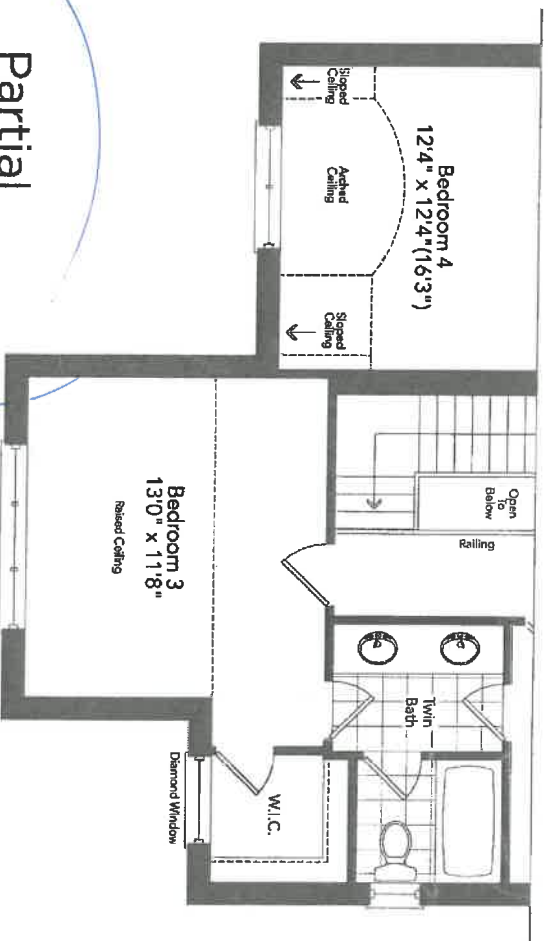 Bedroom 4
12'4" x 12'4"(16'3")
Sloped
Ceiling
Arched
Ceiling
Sloped
Ceiling
Open
To
Below
Railing
Bedroom 3
13'0" x 11'8"
Raised Ceiling
Twin
Bath
W.I.C.
Diamond Window
Partial